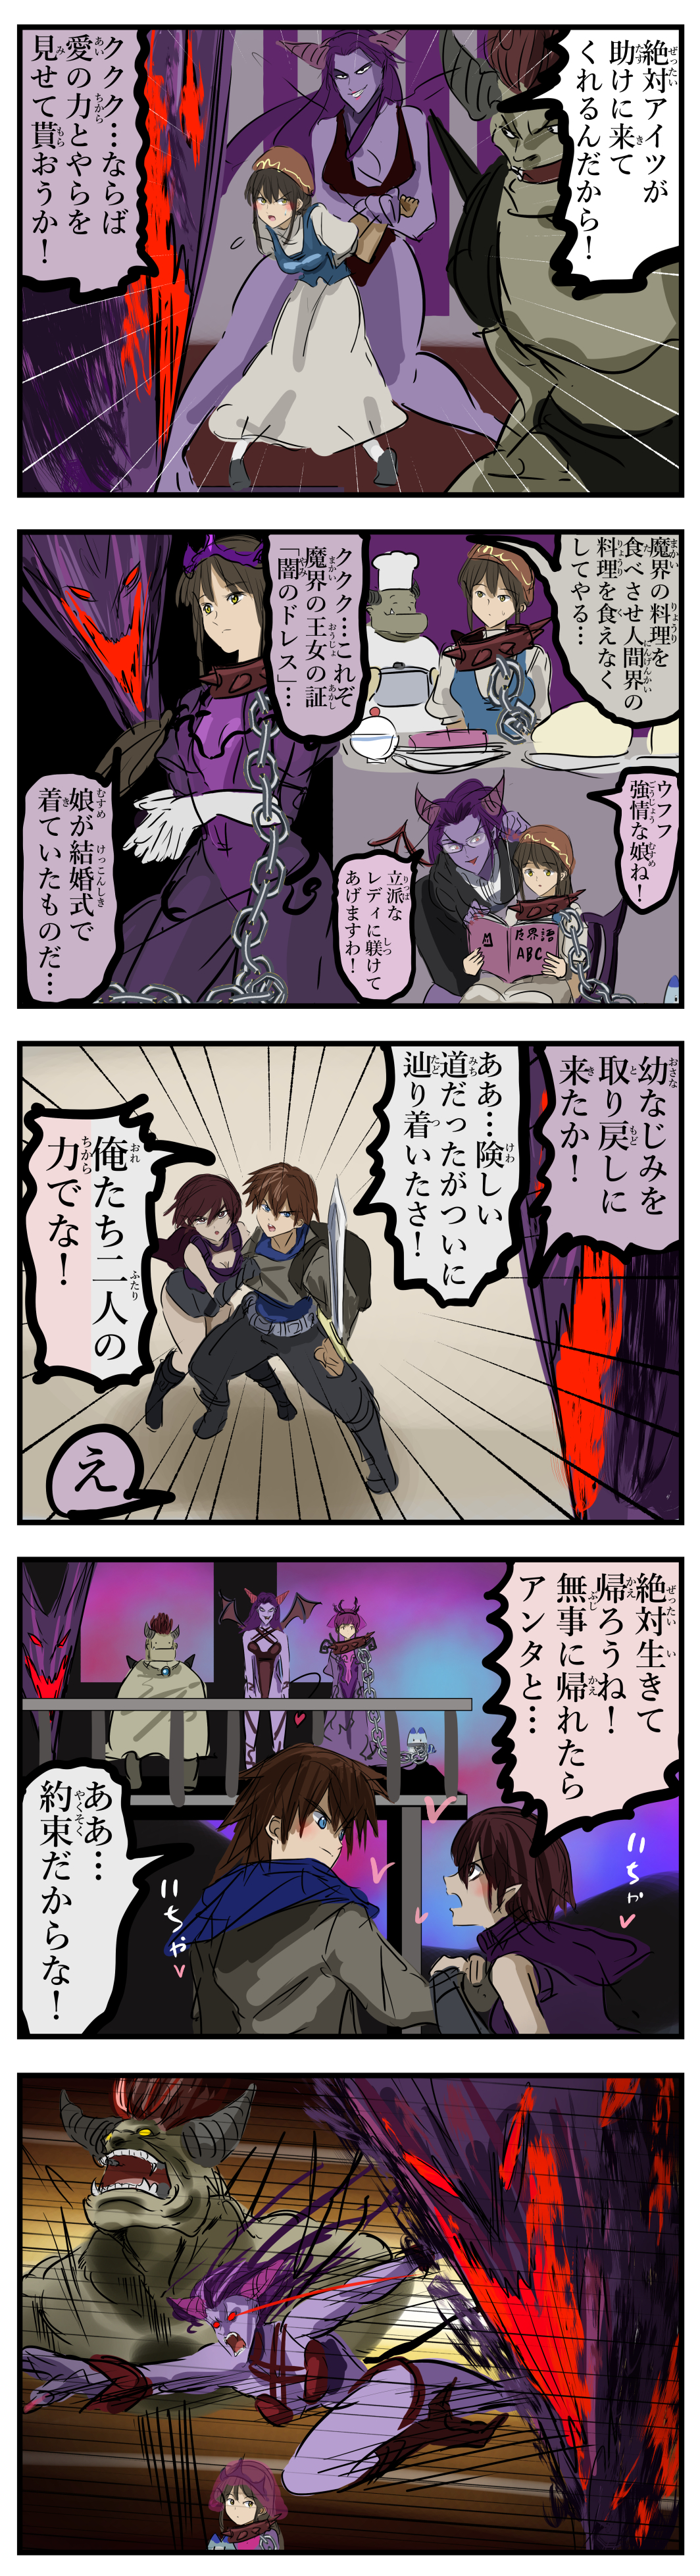 絶対アイツが
助けに来て
くれるんだから！
ククク…ならば
愛の力とやらを
見せて貰おうか！
魔界の料理を
食べさせ人間界の
料理を食えなく
してやる…
ウフフ
強情な娘ね！
立派な
レディに躾けて
あげますわ！
ABC
ククク…これぞ
魔界の王女の証
「闇のドレス」…
娘が結婚式で
着ていたものだ…
幼なじみを
取り戻しに
来たか！
ああ…険しい
道だったがついに
辿り着いたさ！
俺たち二人の
力でな！
え
絶対生きて
帰ろうね！
無事に帰れたら
アンタと…
いちゃ
ああ…
約束だからな！
いちゃ